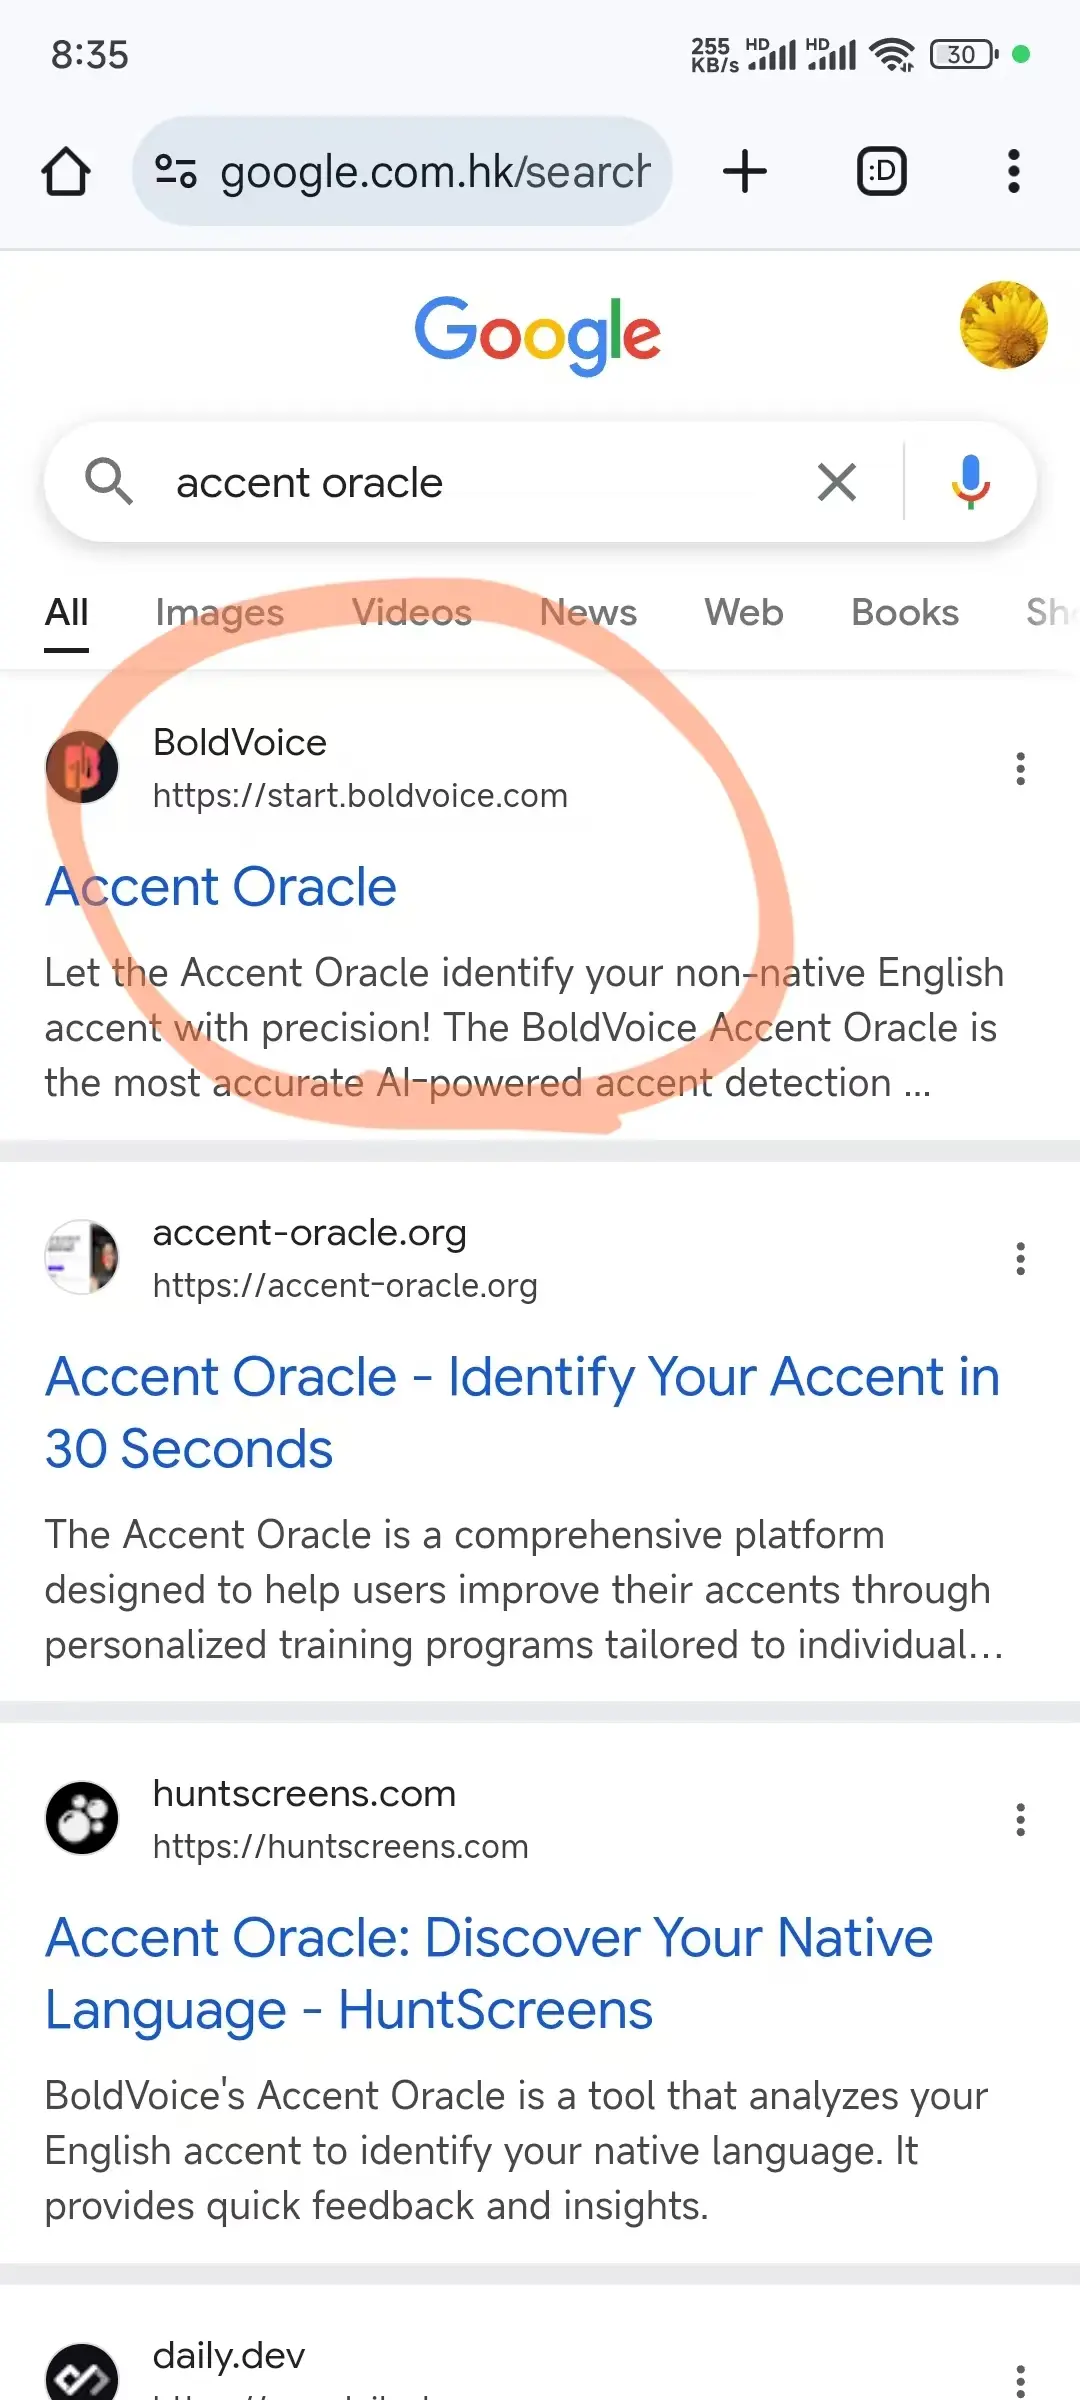 8:35
255
KB/s
HD
HD
30
google.com.hk/search
:D
Google
accent oracle
All Images Videos News Web Books Sh
BoldVoice
https://start.boldvoice.com
Accent Oracle
Let the Accent Oracle identify your non-native English
accent with precision! The BoldVoice Accent Oracle is
the most accurate AI-powered accent detection ...
accent-oracle.org
https://accent-oracle.org
Accent Oracle - Identify Your Accent in
30 Seconds
The Accent Oracle is a comprehensive platform
designed to help users improve their accents through
personalized training programs tailored to individual...
huntscreens.com
https://huntscreens.com
Accent Oracle: Discover Your Native
Language - HuntScreens
BoldVoice's Accent Oracle is a tool that analyzes your
English accent to identify your native language. It
provides quick feedback and insights.
daily.dev